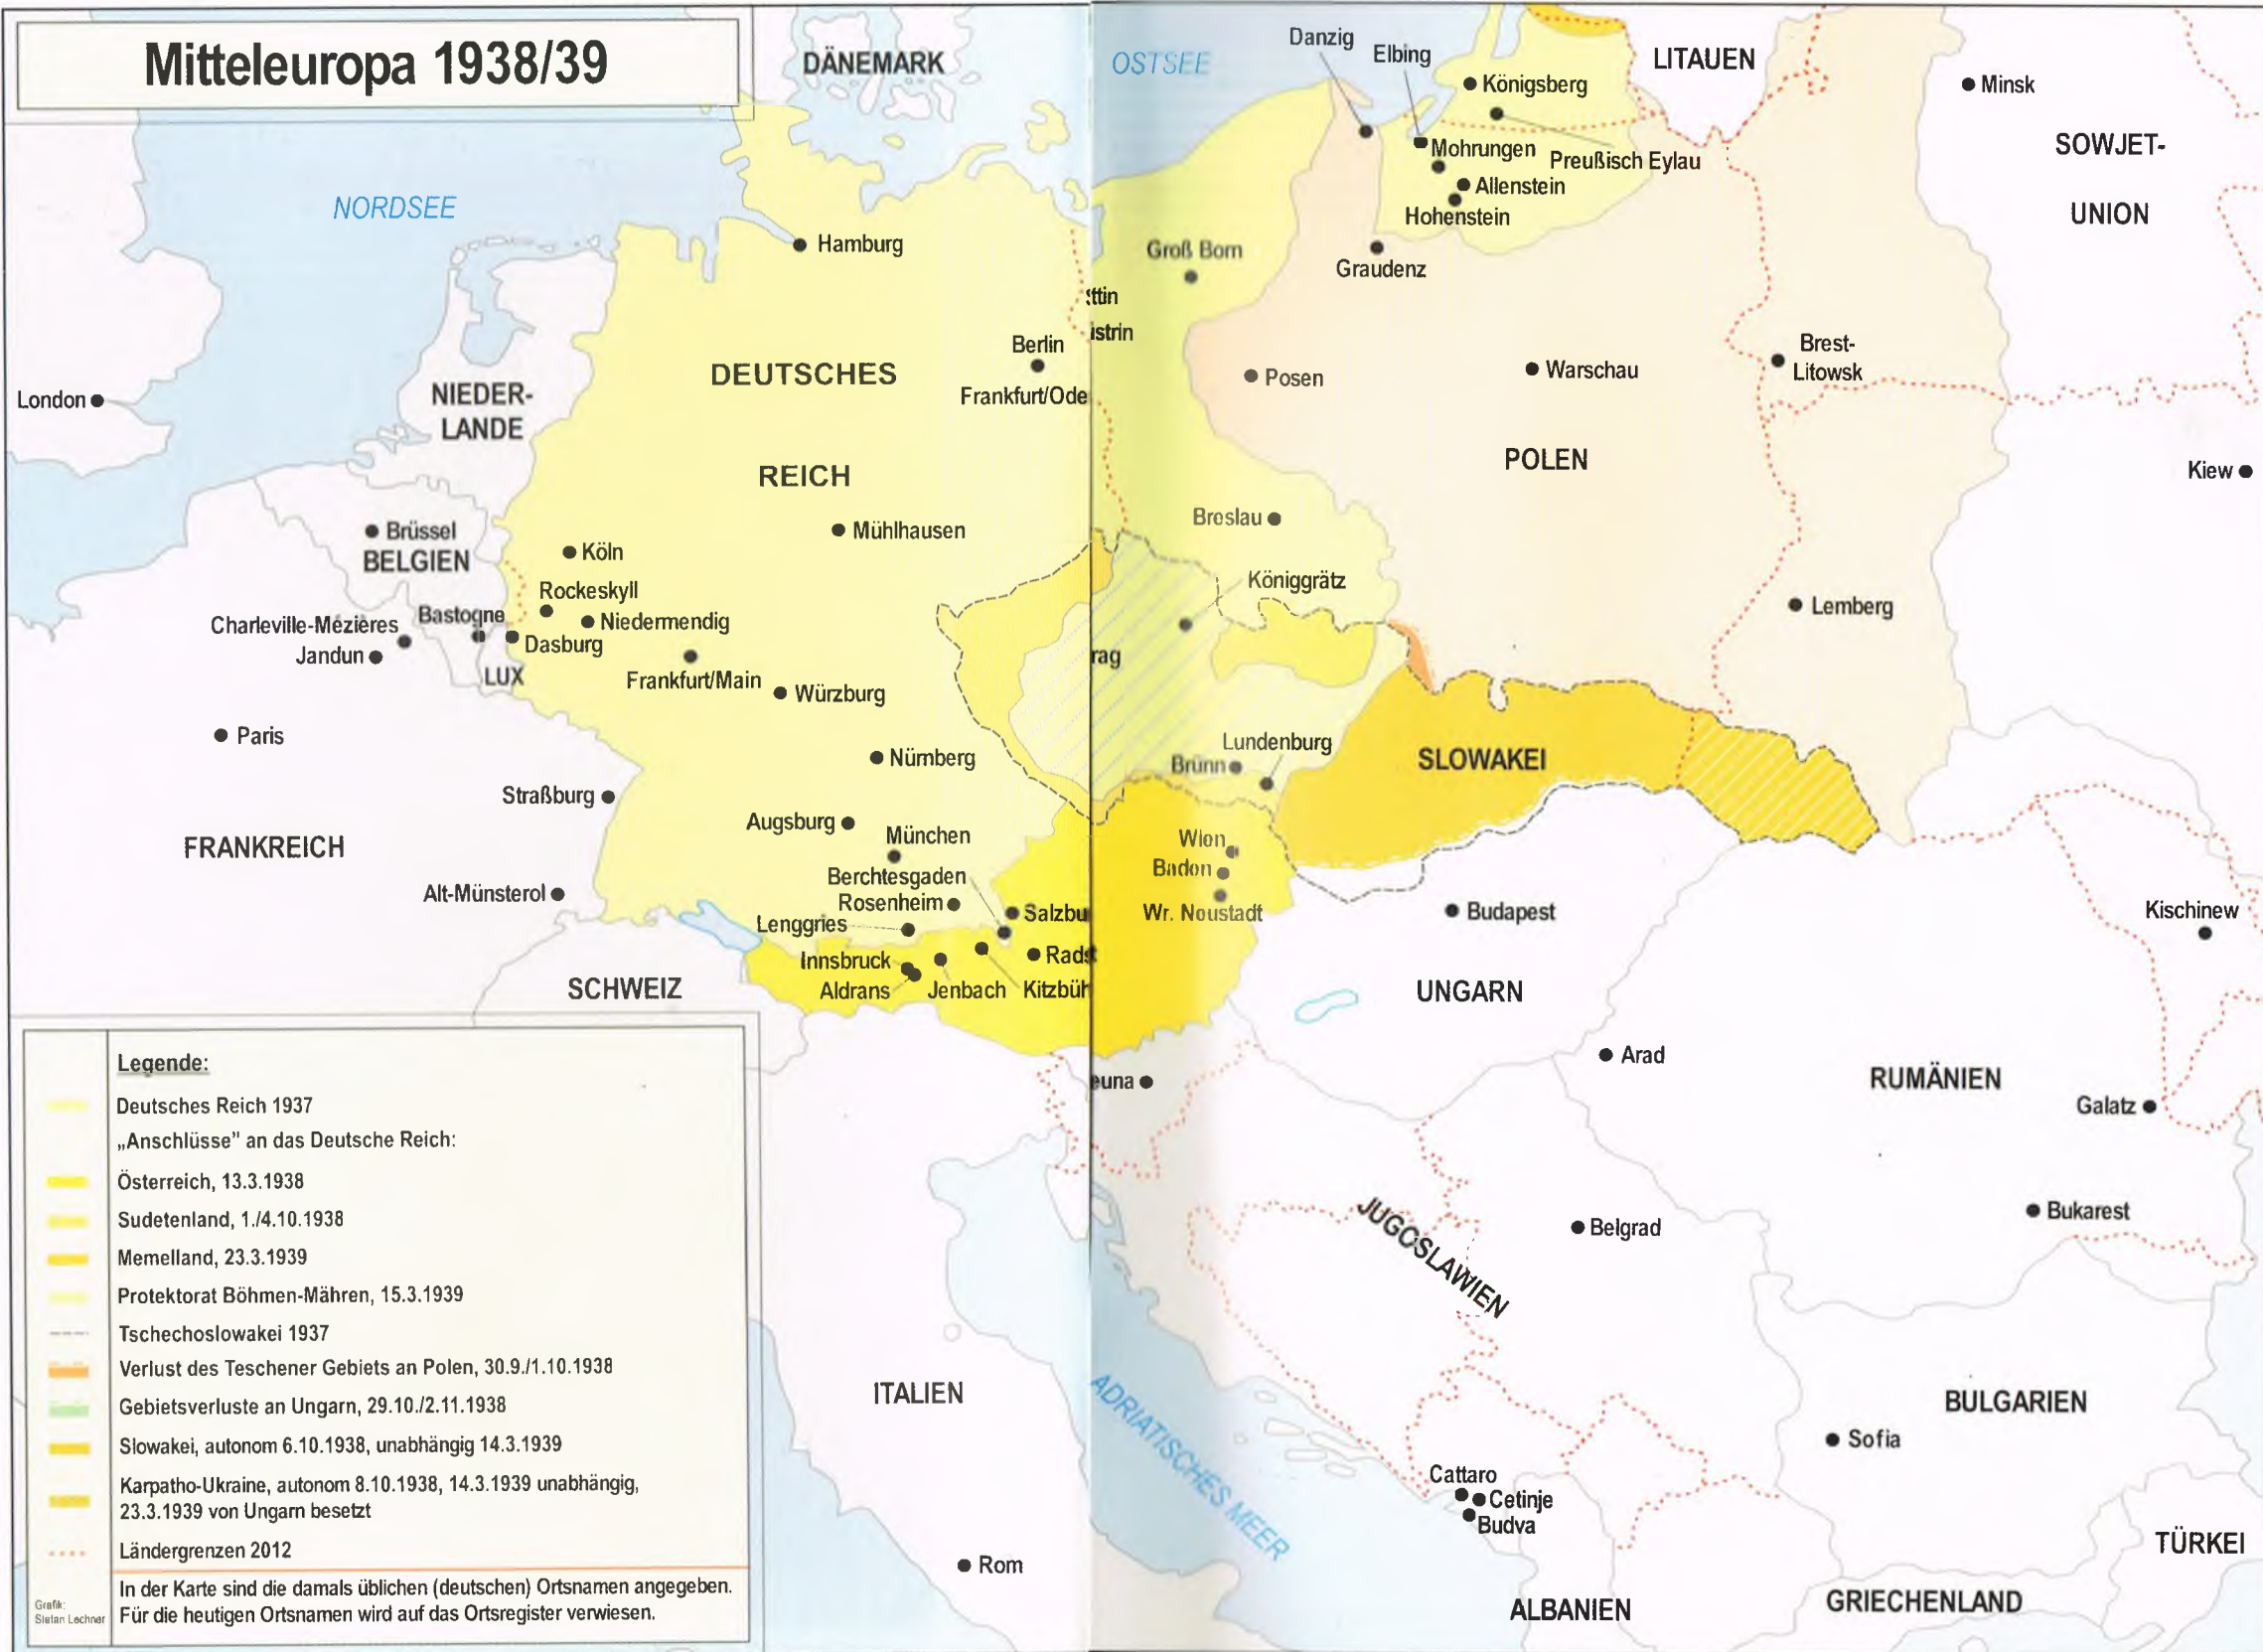 Mitteleuropa 1938/39
DÄNEMARK
OSTSEE
Danzig
Elbing
Königsberg
LITAUEN
Minsk
SOWJET-
UNION
Mohrungen
Preußisch Eylau
Allenstein
Hohenstein
NORDSEE
Hamburg
Groß Born
Graudenz
ttin
strin
Berlin
Frankfurt/Ode
DEUTSCHES
REICH
Posen
Warschau
Brest-
Litowsk
POLEN
Kiew
London
NIEDER-
LANDE
Brüssel
BELGIEN
Köln
Mühlhausen
Breslau
Königgrätz
Lemberg
Rockeskyll
Niedermendig
Bastogne
Dasburg
Charleville-Mézières
Jandun
LUX
Frankfurt/Main
Würzburg
rag
Paris
Nürnberg
Lundenburg
Brünn
SLOWAKEI
Straßburg
Augsburg
München
Wien
Baden
Wr. Neustadt
FRANKREICH
Alt-Münsterol
Berchtesgaden
Rosenheim
Salzbu
Lenggries
Budapest
Kischinew
Innsbruck
Rads
Aldrans
Jenbach
Kitzbüh
SCHWEIZ
UNGARN
Arad
euna
RUMÄNIEN
Galatz
Bukarest
JUGOSLAWIEN
Belgrad
ITALIEN
ADRIATISCHES MEER
BULGARIEN
Sofia
Cattaro
Cetinje
Budva
Rom
TÜRKEI
ALBANIEN
GRIECHENLAND
Legende:
Deutsches Reich 1937
„Anschlüsse" an das Deutsche Reich:
Österreich, 13.3.1938
Sudetenland, 1./4.10.1938
Memelland, 23.3.1939
Protektorat Böhmen-Mähren, 15.3.1939
Tschechoslowakei 1937
Verlust des Teschener Gebiets an Polen, 30.9./1.10.1938
Gebietsverluste an Ungarn, 29.10./2.11.1938
Slowakei, autonom 6.10.1938, unabhängig 14.3.1939
Karpatho-Ukraine, autonom 8.10.1938, 14.3.1939 unabhängig,
23.3.1939 von Ungarn besetzt
Ländergrenzen 2012
In der Karte sind die damals üblichen (deutschen) Ortsnamen angegeben.
Für die heutigen Ortsnamen wird auf das Ortsregister verwiesen.
Grafik:
Stefan Lechner